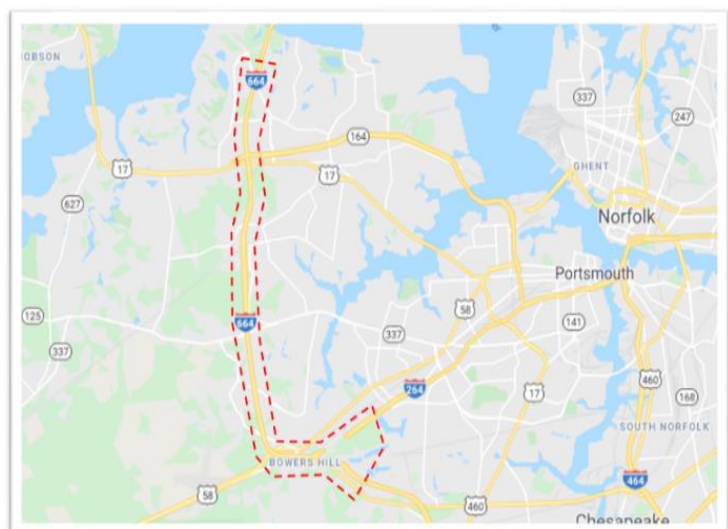 OBSON
664
337
247
164
17
17
GHENT
627
Norfolk
Portsmouth
58
125
664
337
337
141
264
460
17
168
SOUTH NORFOLK
BOWERS HILL
58
460
464
Chesapeake